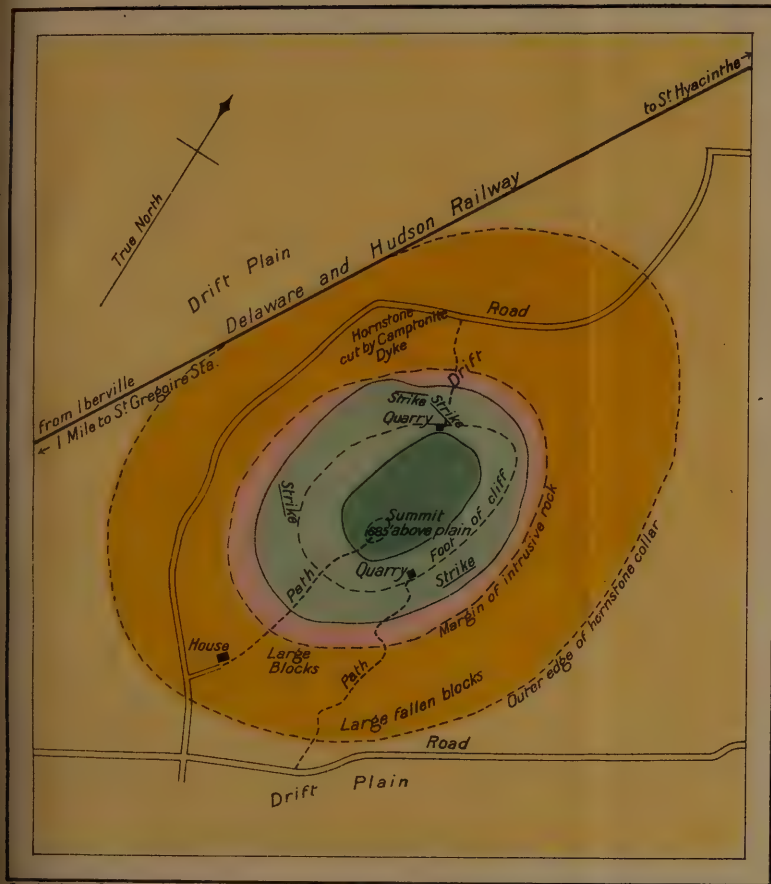 to St Hyacinthe
True North
Drift Plain
Delaware and Hudson Railway
Road
Hornstone
cut by Camptonite
Dyke
Drift
from Iberville
1 Mile to St Gregoire Sta.
Strike
Strike
Quarry
Strike
Summit
above plain
Foot of cliff
Quarry
Strike
Path
Margin of intrusive rock
Outer edge of hornstone collar
House
Large
Blocks
Path
Large fallen blocks
Road
Drift Plain